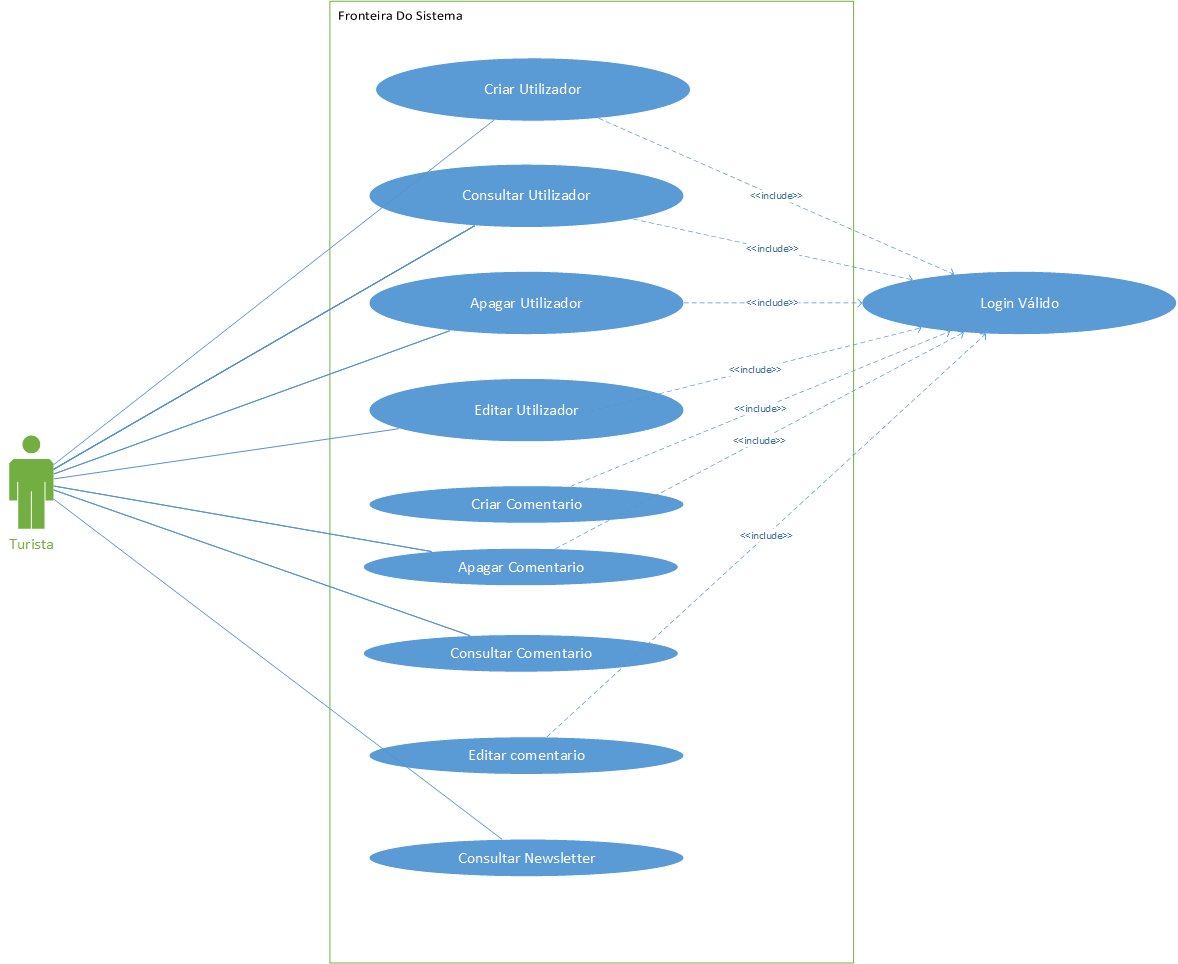 Fronteira Do Sistema
Criar Utilizador
Consultar Utilizador
<<include>>
<<include>>
Apagar Utilizador
<<include>>
Login Válido
<<include>>
Editar Utilizador
<<include>>
<<include>>
Criar Comentario
<<include>>
Turista
Apagar Comentario
Consultar Comentario
Editar comentario
Consultar Newsletter